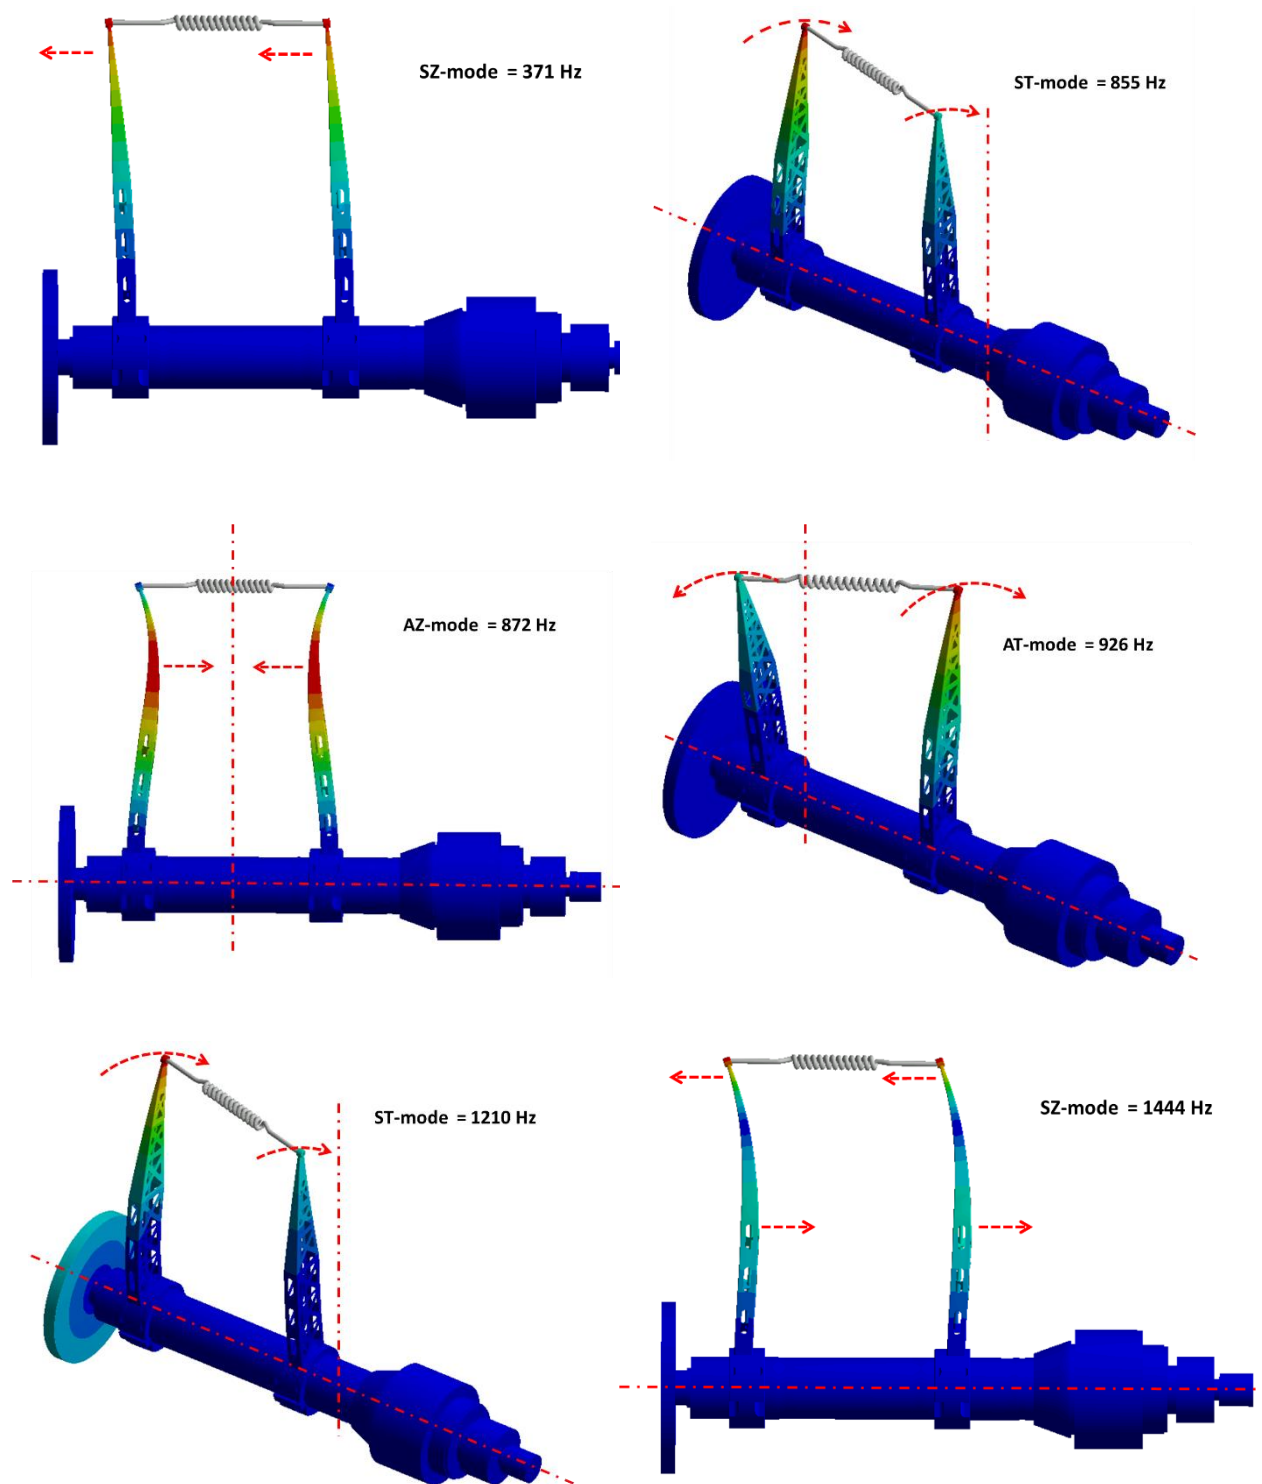 SZ-mode = 371 Hz
ST-mode = 855 Hz
AZ-mode = 872 Hz
AT-mode = 926 Hz
ST-mode = 1210 Hz
SZ-mode = 1444 Hz